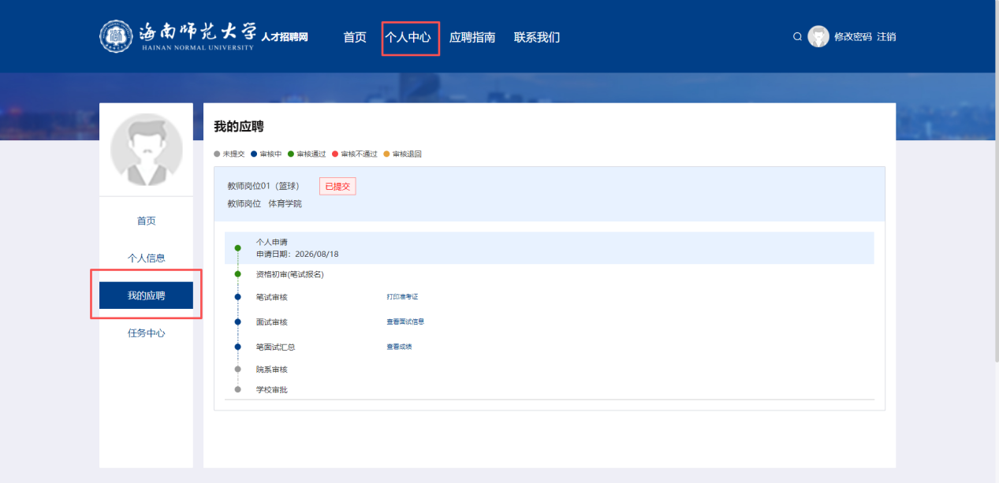 海南师范大学 人才招聘网 首页 个人中心 应聘指南 联系我们 修改密码 注销
HAINAN NORMAL UNIVERSITY
我的应聘
未提交 审核中 审核通过 审核不通过 审核退回
教师岗位01（篮球） 已提交
教师岗位 体育学院
首页
个人信息
我的应聘
任务中心
个人申请
申请日期：2026/08/18
资格初审(笔试报名)
笔试审核 打印准考证
面试审核 查看面试信息
笔面试汇总 查看成绩
院系审核
学校审批